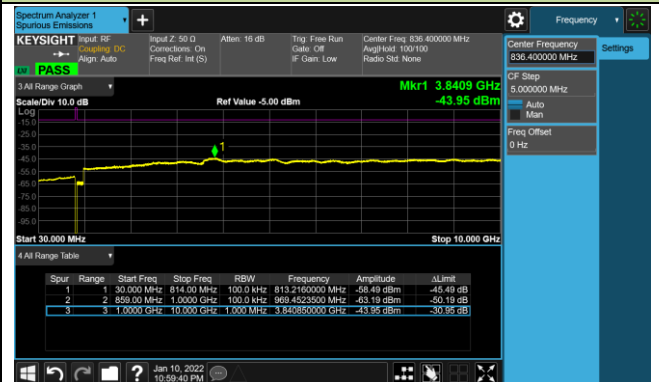 Spectrum Analyzer 1
Spurious Emissions
Frequency
KEYSIGHT
Input: RF
Coupling: DC
Align: Auto
Input Z: 50 Ω
Corrections: On
Freq Ref: Int (S)
Atten: 16 dB
Trig: Free Run
Gate: Off
IF Gain: Low
Center Freq: 836.400000 MHz
Avg|Hold: 100/100
Radio Std: None
LXI
PASS
Center Frequency
836.400000 MHz
Settings
CF Step
5.000000 MHz
Auto
Man
Freq Offset
0 Hz
3 All Range Graph
Mkr1 3.8409 GHz
Scale/Div 10.0 dB
Ref Value -5.00 dBm
-43.95 dBm
Log
-15.0
-25.0
-35.0
-45.0
-55.0
-65.0
-75.0
-85.0
-95.0
1
Start 30.000 MHz
Stop 10.000 GHz
4 All Range Table
Spur Range Start Freq Stop Freq RBW Frequency Amplitude ΔLimit
1 1 30.000 MHz 814.00 MHz 100.0 kHz 813.2160000 MHz -58.49 dBm -45.49 dB
2 2 859.00 MHz 1.0000 GHz 100.0 kHz 969.4523500 MHz -63.19 dBm -50.19 dB
3 3 1.0000 GHz 10.000 GHz 1.000 MHz 3.840850000 GHz -43.95 dBm -30.95 dB
?
Jan 10, 2022
10:59:40 PM